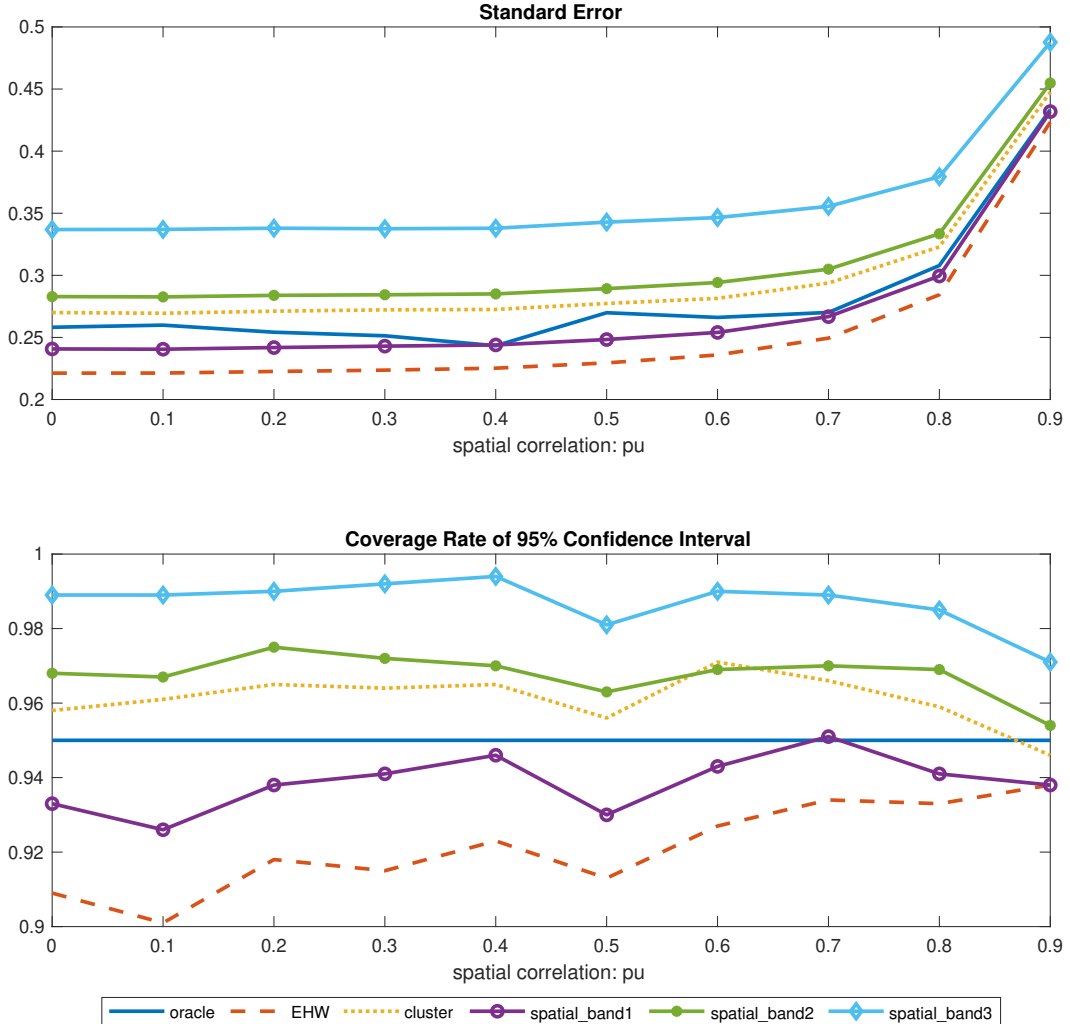 Standard Error
0.5
0.45
0.4
0.35
0.3
0.25
0.2
0 0.1 0.2 0.3 0.4 0.5 0.6 0.7 0.8 0.9
spatial correlation: pu
Coverage Rate of 95% Confidence Interval
1
0.98
0.96
0.94
0.92
0.9
0 0.1 0.2 0.3 0.4 0.5 0.6 0.7 0.8 0.9
spatial correlation: pu
oracle EHW cluster spatial_band1 spatial_band2 spatial_band3